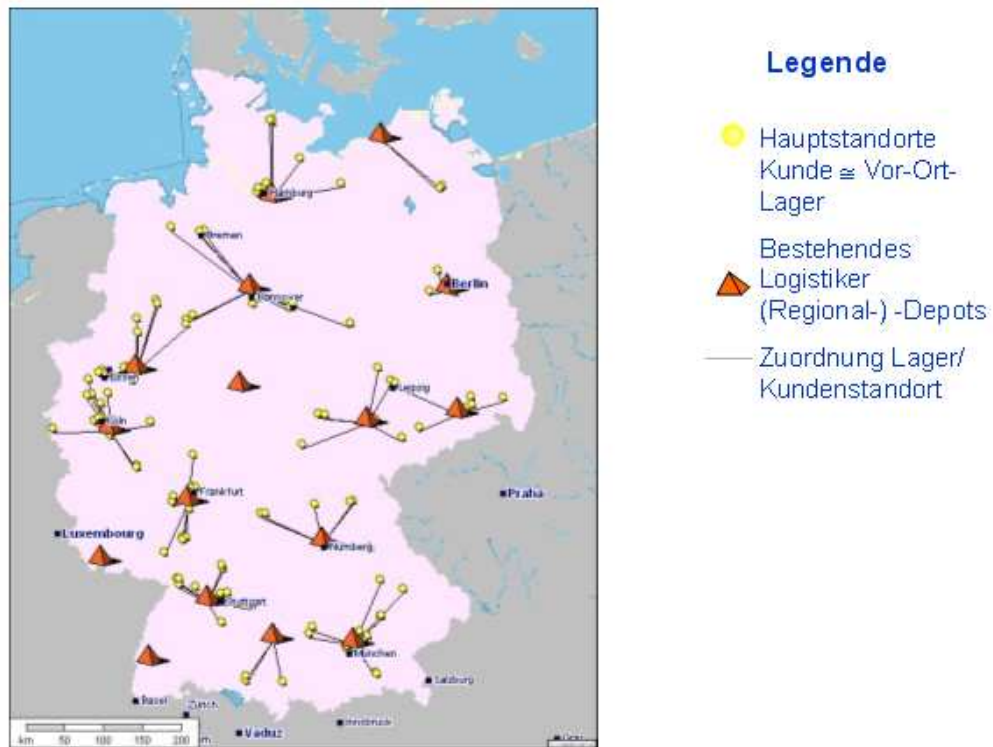 Legende
Hauptstandorte
Kunde ≅ Vor-Ort-
Lager
Bestehendes
Logistiker
(Regional-) -Depots
Zuordnung Lager/
Kundenstandort
Hamburg
Bremen
Berlin
Hannover
Essen
Leipzig
Köln
Frankfurt
Praha
Luxembourg
Nürnberg
Stuttgart
München
Salzburg
Basel
Zürich
Innsbruck
Vaduz
km 50 100 150 200